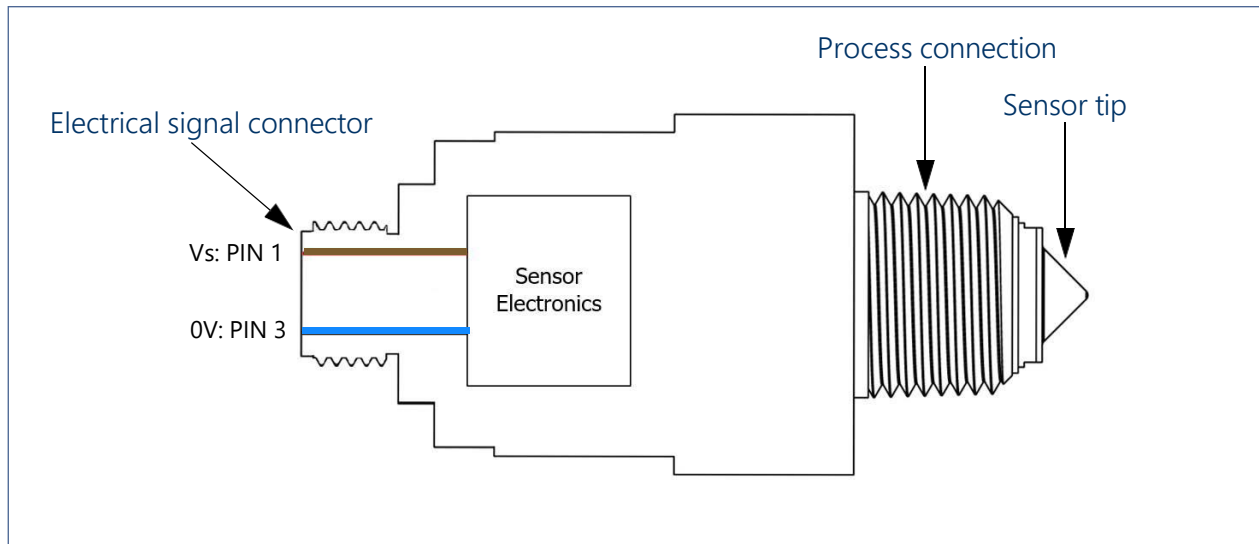 Process connection
Sensor tip
Electrical signal connector
Vs: PIN 1
Sensor
Electronics
0V: PIN 3